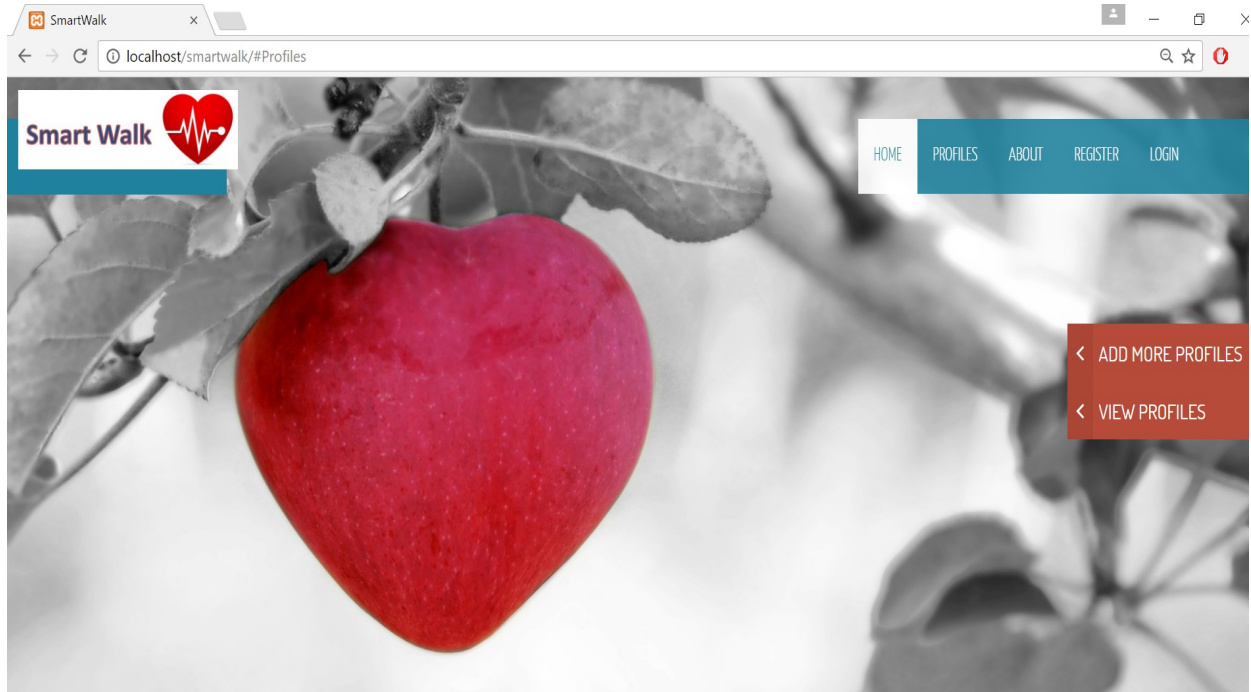 SmartWalk
localhost/smartwalk/#Profiles
Smart Walk
HOME PROFILES ABOUT REGISTER LOGIN
ADD MORE PROFILES
VIEW PROFILES